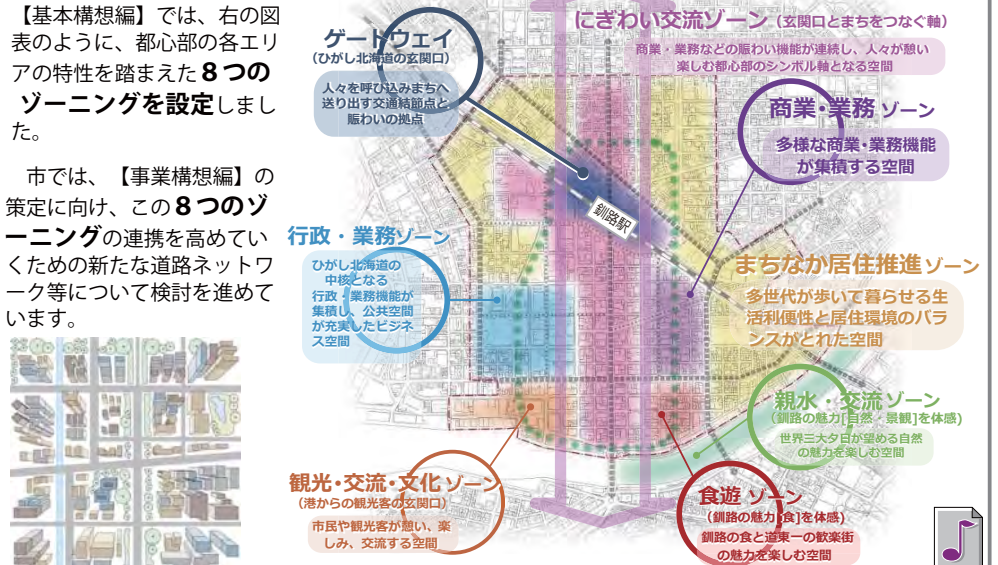 【基本構想編】では、右の図
表のように、都心部の各エリ
アの特性を踏まえた８つの
ゾーニングを設定しまし
た。
市では、【事業構想編】の
策定に向け、この８つのゾ
ーニングの連携を高めてい
くための新たな道路ネットワ
ーク等について検討を進めて
います。
にぎわい交流ゾーン（玄関口とまちをつなぐ軸）
商業・業務などの賑わい機能が連続し、人々が憩い
楽しむ都心部のシンボル軸となる空間
ゲートウェイ
（ひがし北海道の玄関口）
人々を呼び込みまちへ
送り出す交通結節点と、
賑わいの拠点
商業・業務 ゾーン
多様な商業・業務機能
が集積する空間
釧路駅
行政・業務ゾーン
ひがし北海道の
中核となる
行政・業務機能が
集積し、公共空間
が充実したビジネ
ス空間
まちなか居住推進ゾーン
多世代が歩いて暮らせる生
活利便性と居住環境のバラ
ンスがとれた空間
親水・交流ゾーン
（釧路の魅力[自然・景観]を体感）
世界三大夕日が望める自然
の魅力を楽しむ空間
観光・交流・文化ゾーン
（港からの観光客の玄関口）
市民や観光客が憩い、楽
しみ、交流する空間
食遊 ゾーン
（釧路の魅力[食]を体感）
釧路の食と道東一の歓楽街
の魅力を楽しむ空間